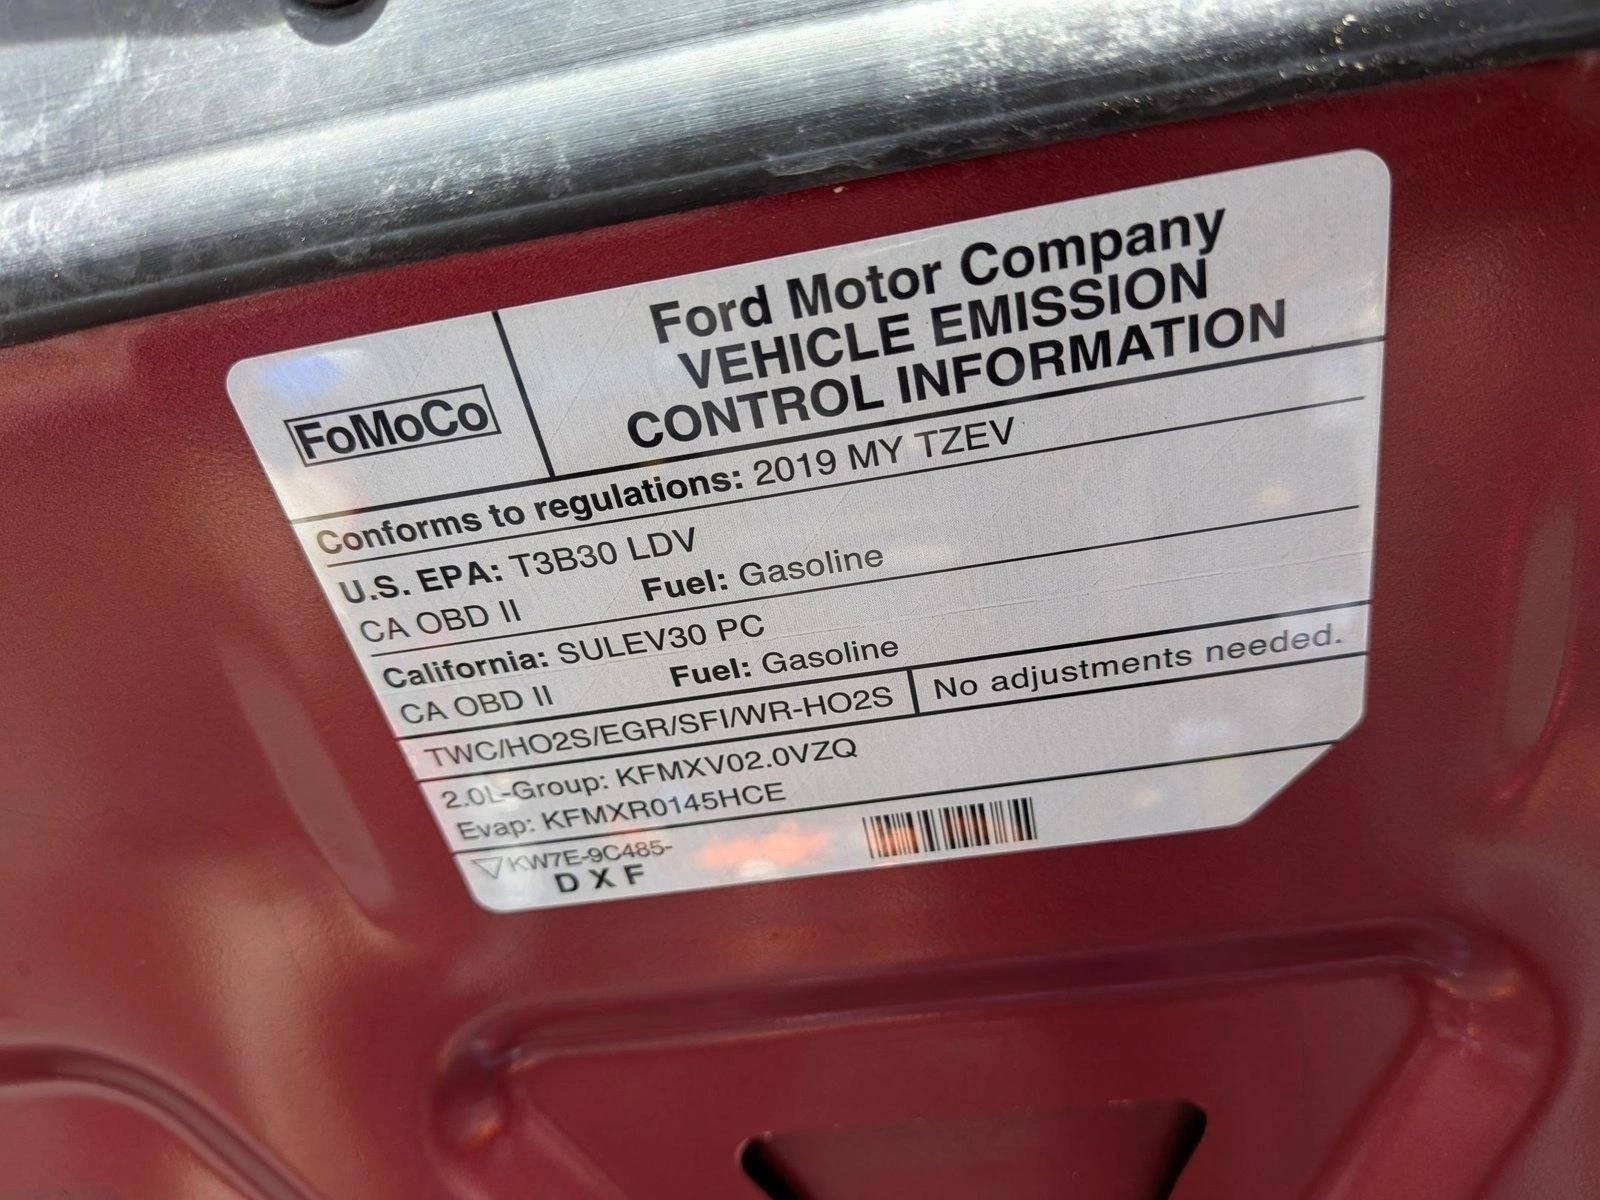 FoMoCo
Ford Motor Company
VEHICLE EMISSION
CONTROL INFORMATION
Conforms to regulations: 2019 MY TZEV
U.S. EPA: T3B30 LDV
CA OBD II Fuel: Gasoline
California: SULEV30 PC
CA OBD II Fuel: Gasoline
TWC/HO2S/EGR/SFI/WR-HO2S No adjustments needed.
2.0L-Group: KFMXV02.0VZQ
Evap: KFMXR0145HCE
KW7E-9C485-
D X F